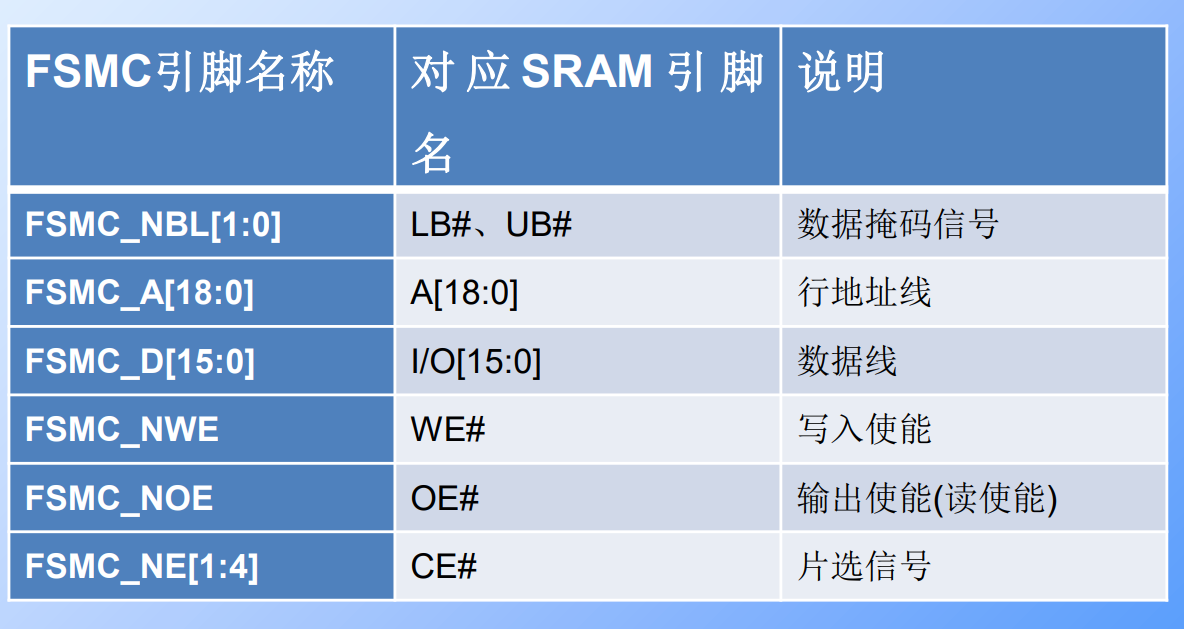 FSMC引脚名称 对应SRAM引脚名 说明
FSMC_NBL[1:0] LB#、UB# 数据掩码信号
FSMC_A[18:0] A[18:0] 行地址线
FSMC_D[15:0] I/O[15:0] 数据线
FSMC_NWE WE# 写入使能
FSMC_NOE OE# 输出使能(读使能)
FSMC_NE[1:4] CE# 片选信号